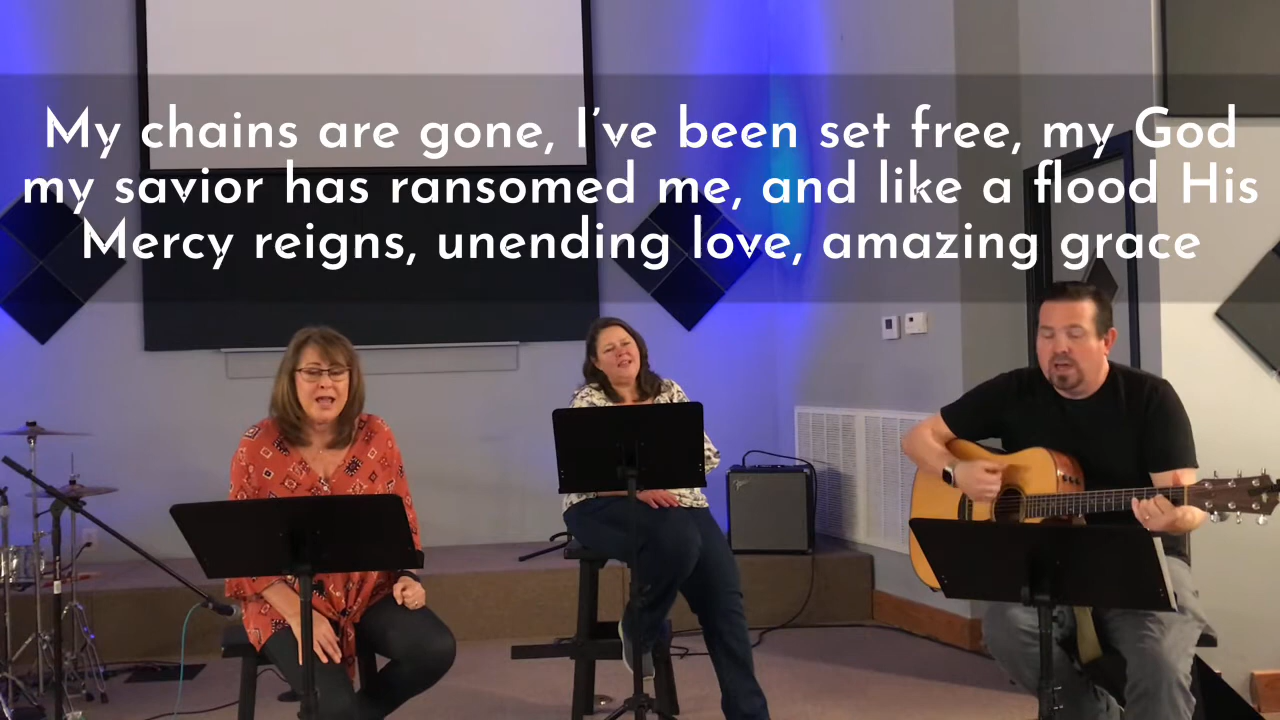 My chains are gone, I've been set free, my God
my savior has ransomed me, and like a flood His
Mercy reigns, unending love, amazing grace